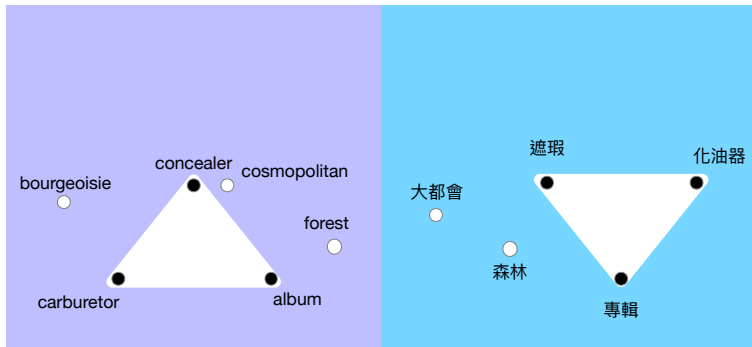 concealer
cosmopolitan
bourgeoisie
forest
carburetor
album
遮瑕
化油器
大都會
森林
專輯